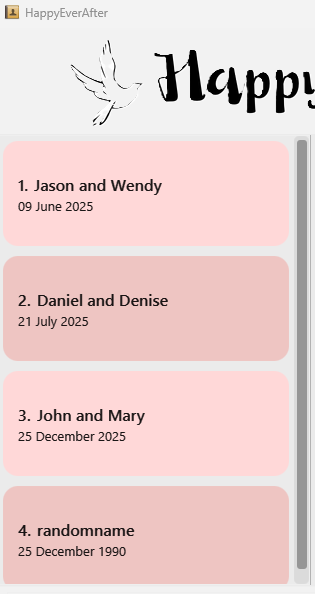 HappyEverAfter
Happy
1. Jason and Wendy
09 June 2025
2. Daniel and Denise
21 July 2025
3. John and Mary
25 December 2025
4. randomname
25 December 1990